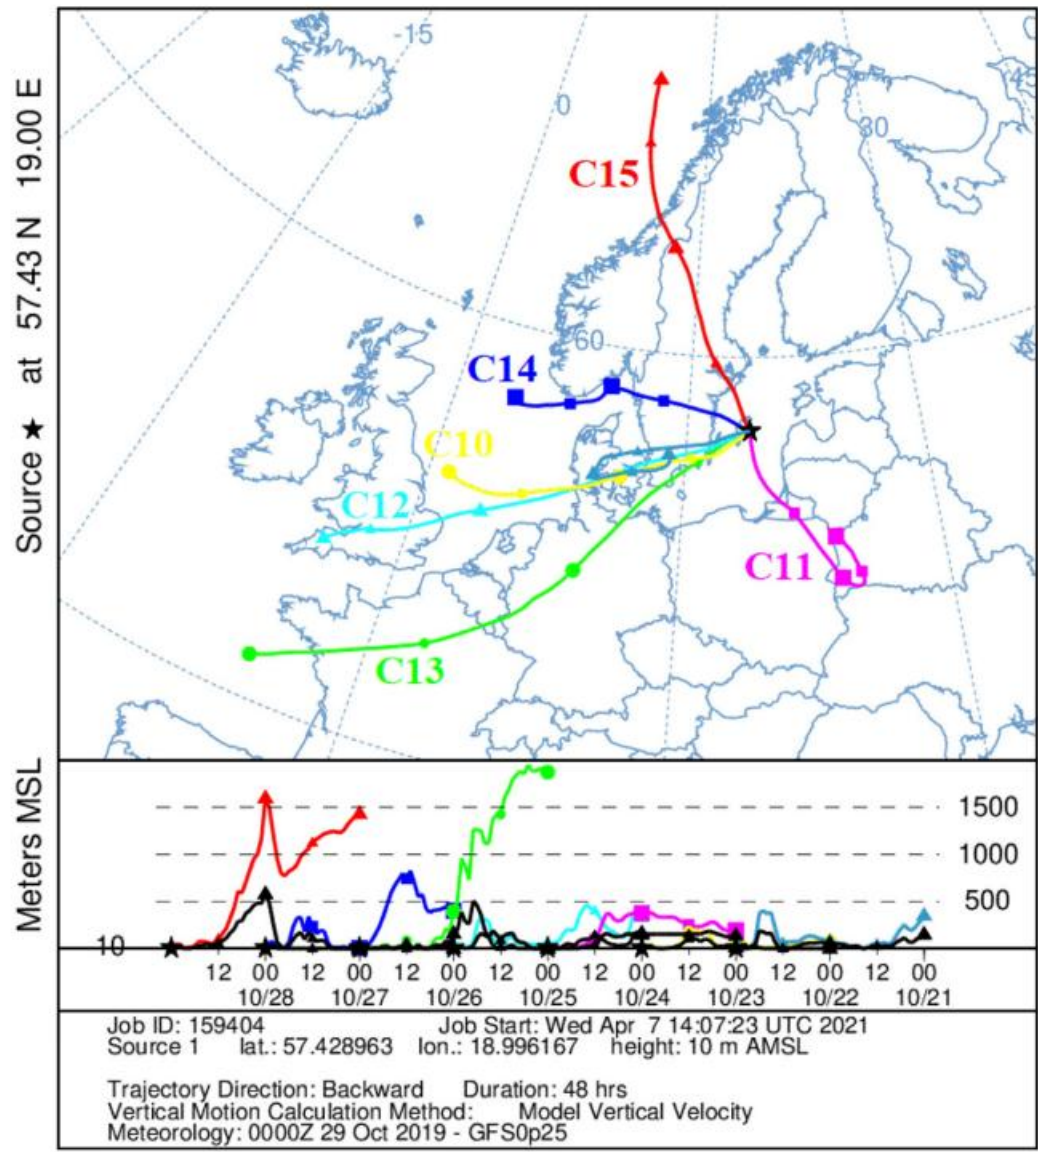 Source ★ at 57.43 N 19.00 E
-15
0
30
45
60
C15
C14
C10
C12
C11
C13
Meters MSL
1500
1000
500
10
12 00 12 00 12 00 12 00 12 00 12 00 12 00 12 00
10/28 10/27 10/26 10/25 10/24 10/23 10/22 10/21
Job ID: 159404 Job Start: Wed Apr 7 14:07:23 UTC 2021
Source 1 lat.: 57.428963 lon.: 18.996167 height: 10 m AMSL
Trajectory Direction: Backward Duration: 48 hrs
Vertical Motion Calculation Method: Model Vertical Velocity
Meteorology: 0000Z 29 Oct 2019 - GFS0p25